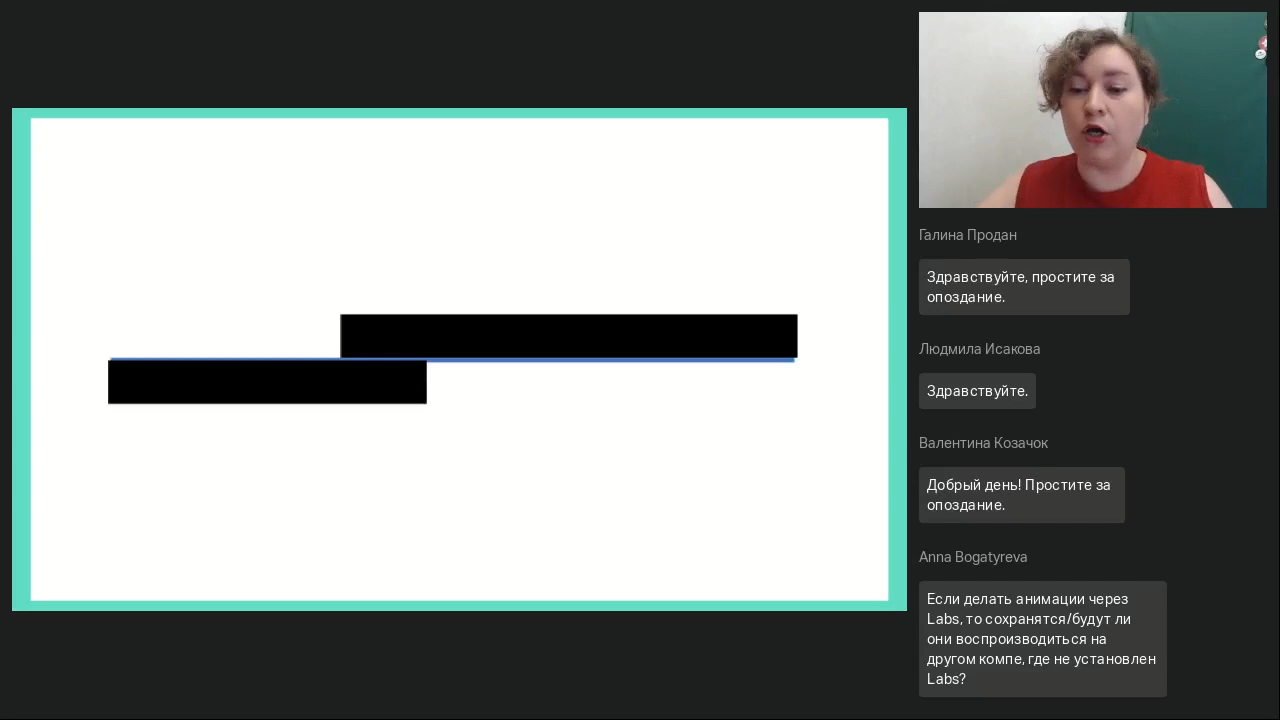 Галина Продан
Здравствуйте, простите за
опоздание.
Людмила Исакова
Здравствуйте.
Валентина Козачок
Добрый день! Простите за
опоздание.
Anna Bogatyreva
Если делать анимации через
Labs, то сохранятся/будут ли
они воспроизводиться на
другом компе, где не установлен
Labs?